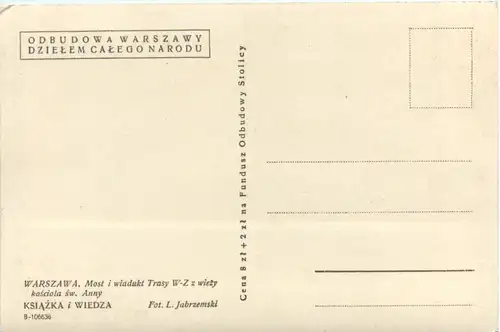 ODBUDOWA WARSZAWY
DZIEŁEM CAŁEGO NARODU
Cena 8 zł + 2 zł na Fundusz Odbudowy Stolicy
WARSZAWA. Most i wiadukt Trasy W-Z z wieży
kościoła św. Anny
KSIĄŻKA i WIEDZA Fot. L. Jabrzemski
B-106636